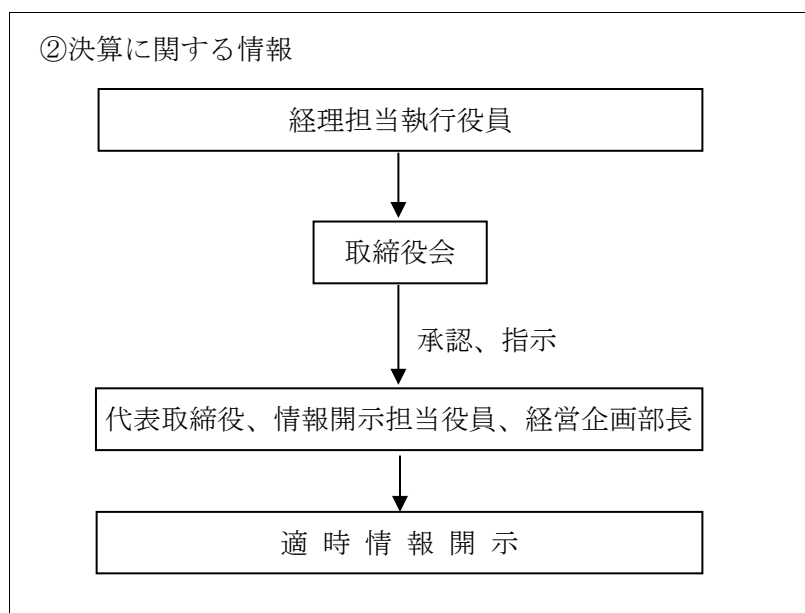 ②決算に関する情報
経理担当執行役員
取締役会
承認、指示
代表取締役、情報開示担当役員、経営企画部長
適 時 情 報 開 示